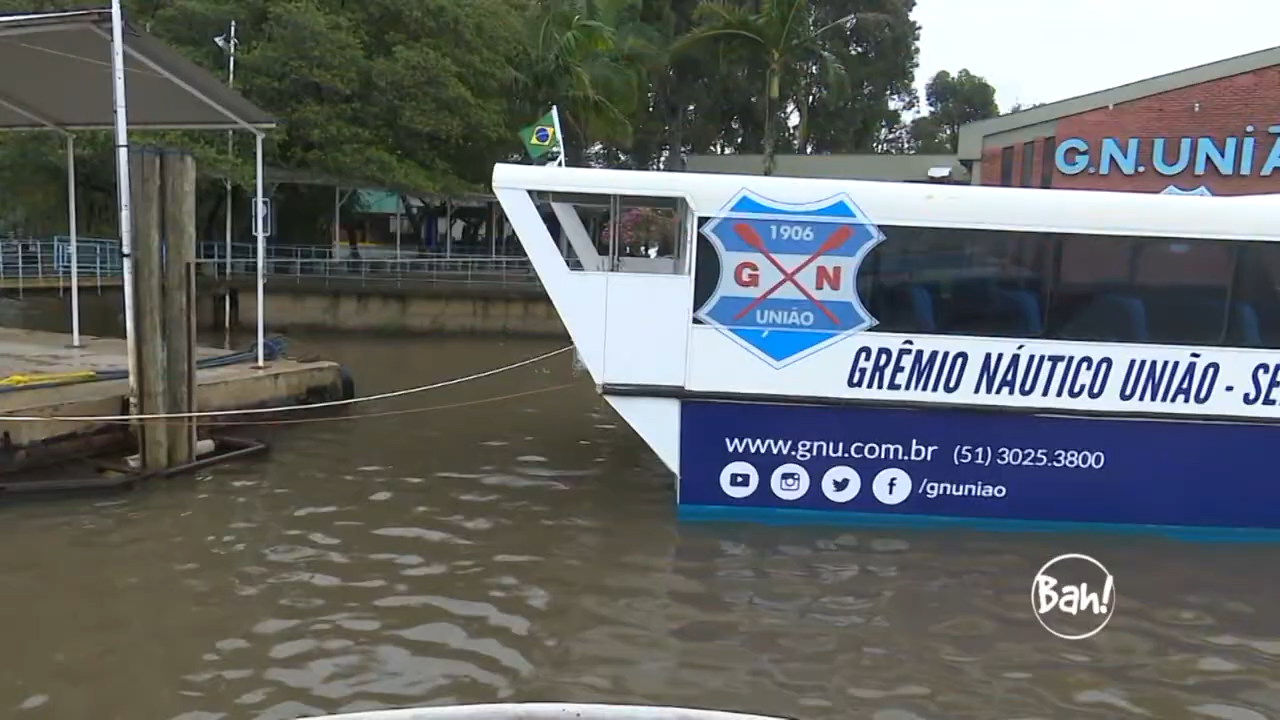 G.N.UNIÃ
1906
G N
UNIÃO
GRÊMIO NÁUTICO UNIÃO - SE
www.gnu.com.br (51) 3025.3800
/gnuniao
Bah!